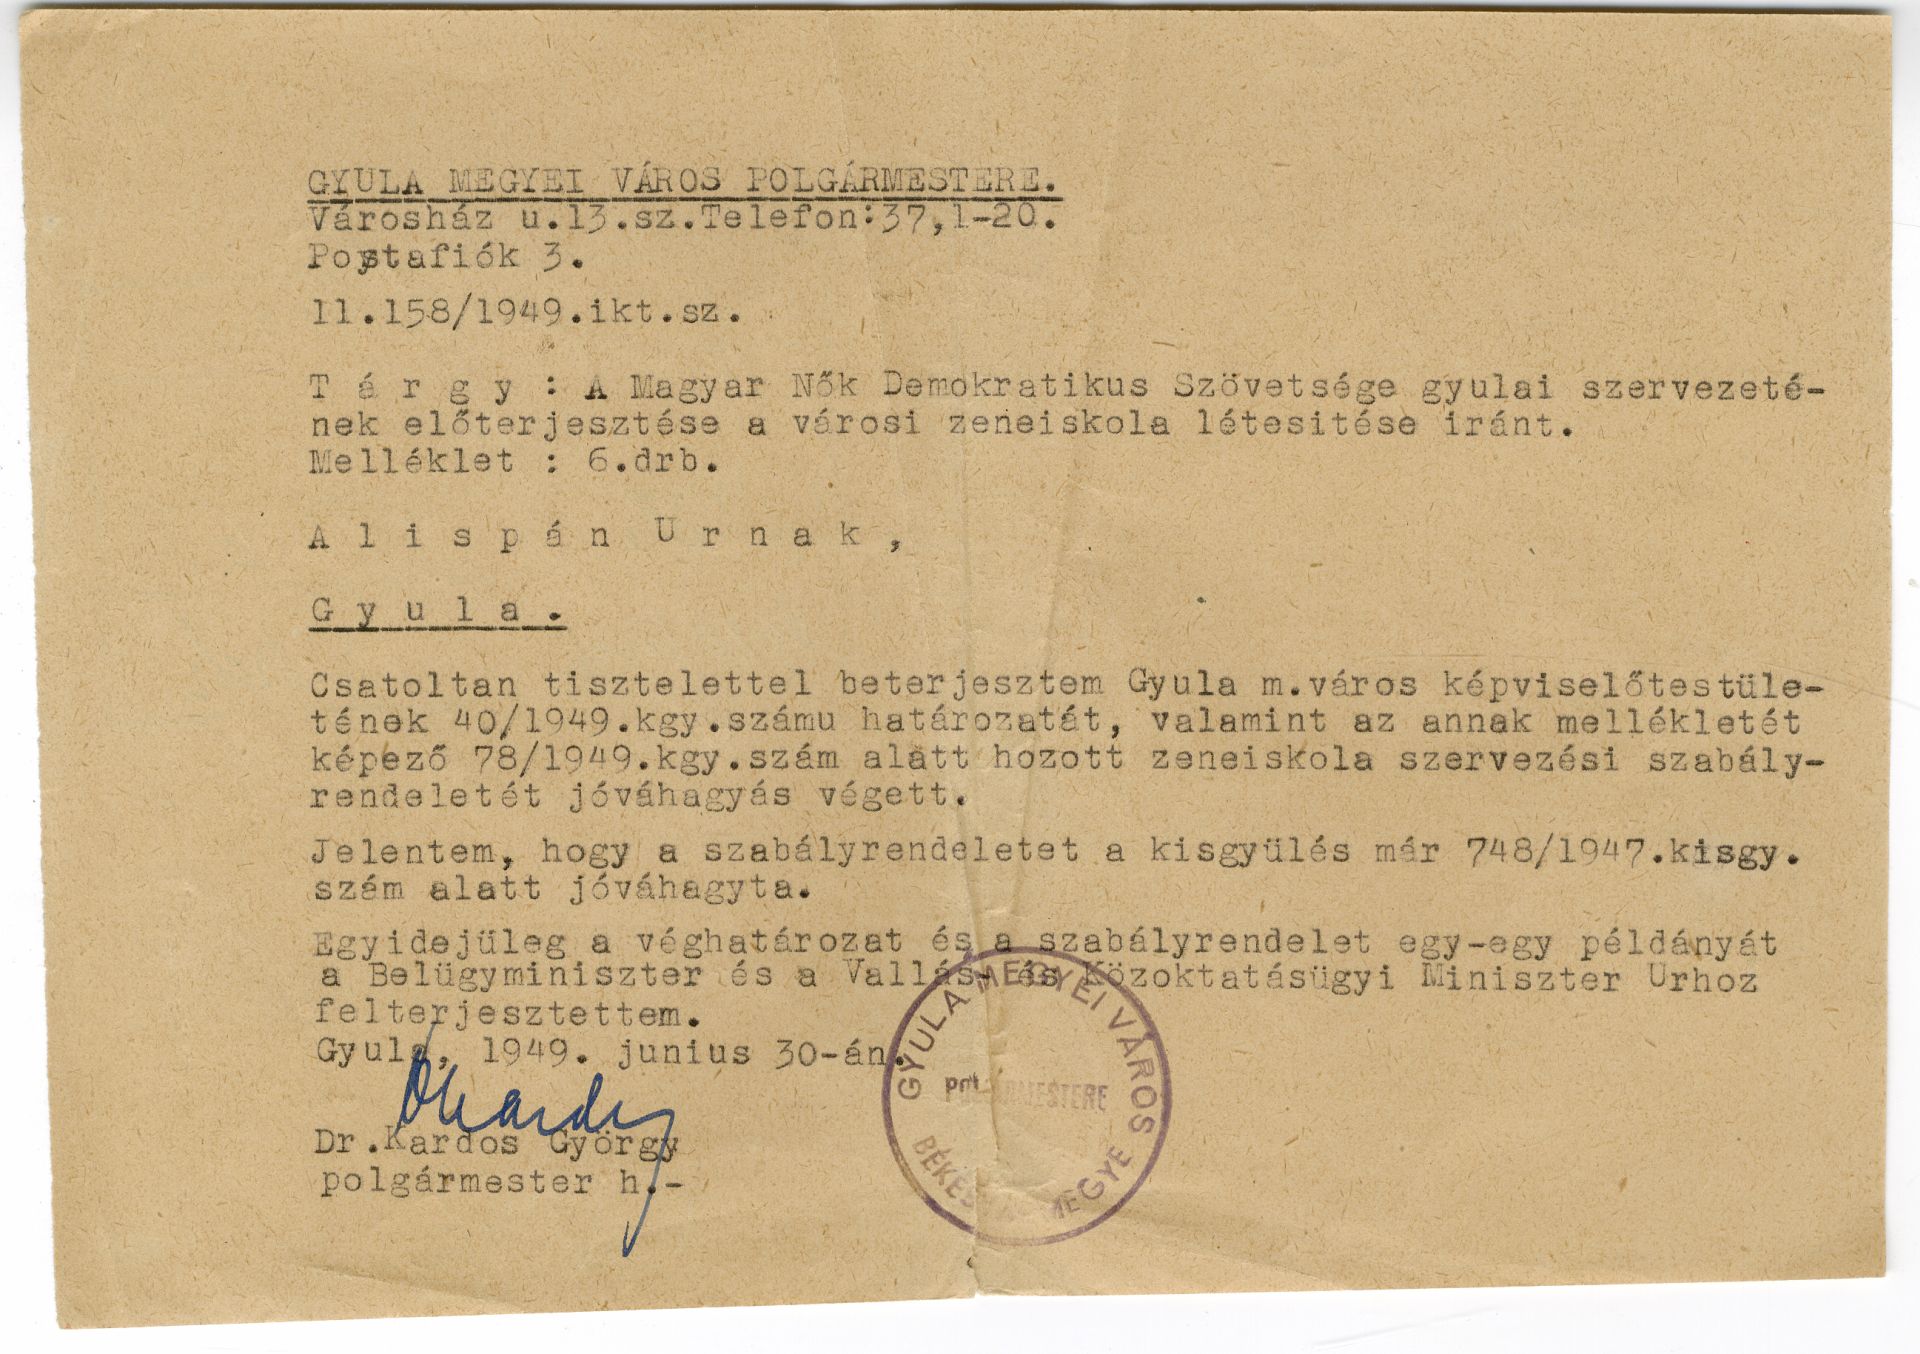 GYULA MEGYEI VÁROS POLGÁRMESTERE.
Városház u.13.sz.Telefon:37,1-20.
Postafiók 3.
11.158/1949.ikt.sz.
T á r g y : A Magyar Nők Demokratikus Szövetsége gyulai szervezeté-
nek előterjesztése a városi zeneiskola létesitése iránt.
Melléklet : 6.drb.
A l i s p á n U r n a k ,
G y u l a .
Csatoltan tisztelettel beterjesztem Gyula m.város képviselőtestüle-
tének 40/1949.kgy.számu határozatát, valamint az annak mellékletét
képező 78/1949.kgy.szám alatt hozott zeneiskola szervezési szabály-
rendeletét jóváhagyás végett.
Jelentem, hogy a szabályrendeletet a kisgyülés már 748/1947.kisgy.
szám alatt jóváhagyta.
Egyidejüleg a véghatározat és a szabályrendelet egy-egy példányát
a Belügyminiszter és a Vallás- és Közoktatásügyi Miniszter Urhoz
felterjesztettem.
Gyula, 1949. junius 30-án.
Dr.Kardos György
polgármester h.-
GYULA MEGYEI VÁROS
POLGÁRMESTERE
BÉKÉS MEGYE